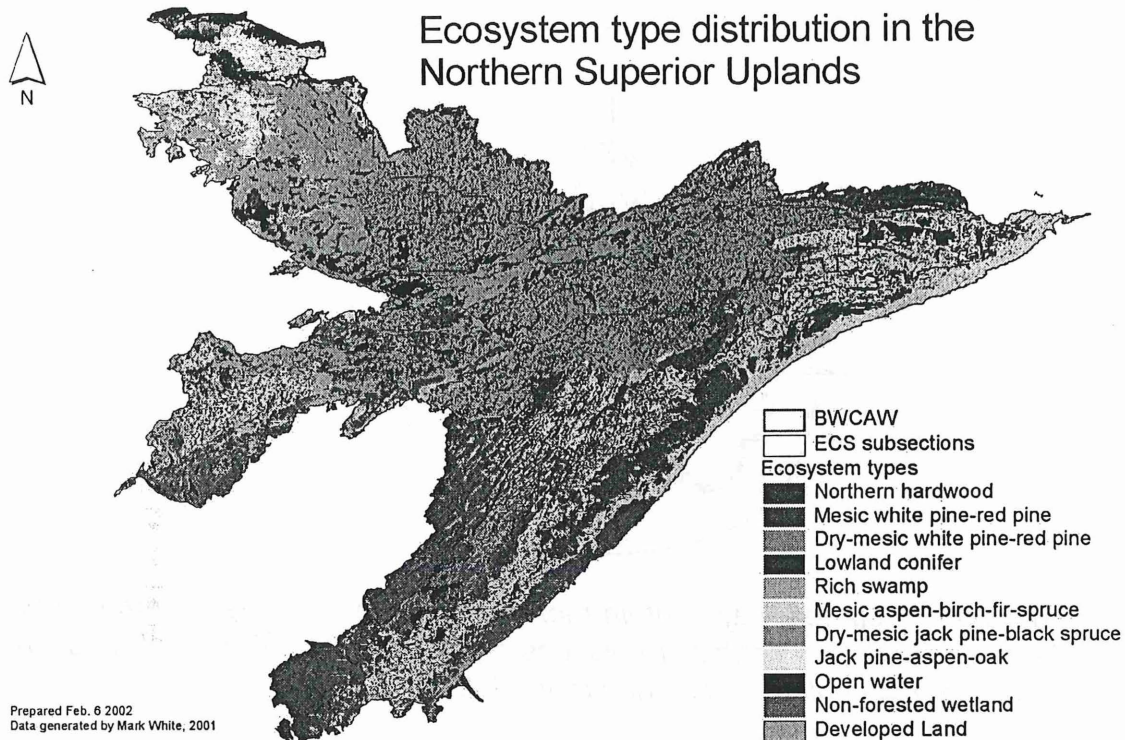 Ecosystem type distribution in the
Northern Superior Uplands
N
BWCAW
ECS subsections
Ecosystem types
Northern hardwood
Mesic white pine-red pine
Dry-mesic white pine-red pine
Lowland conifer
Rich swamp
Mesic aspen-birch-fir-spruce
Dry-mesic jack pine-black spruce
Jack pine-aspen-oak
Open water
Non-forested wetland
Developed Land
Prepared Feb. 6 2002
Data generated by Mark White, 2001